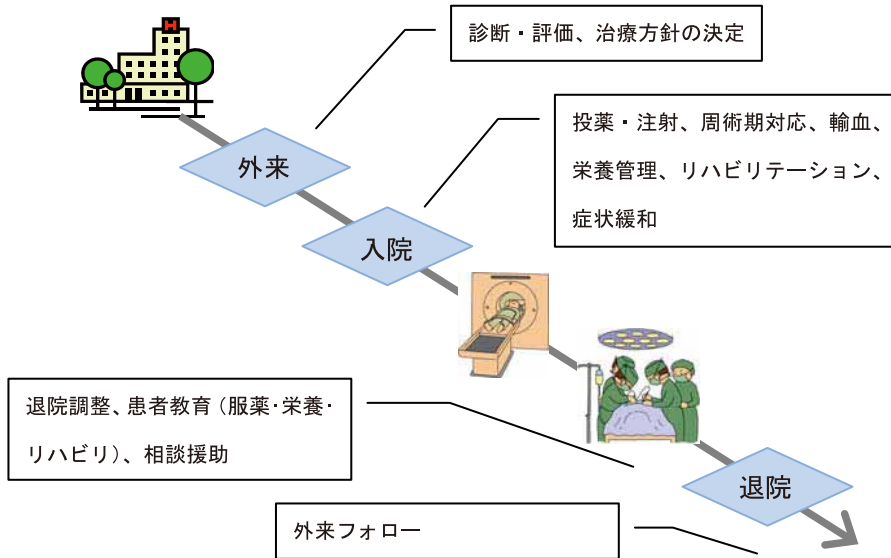 H
診断・評価、治療方針の決定
投薬・注射、周術期対応、輸血、
栄養管理、リハビリテーション、
症状緩和
外来
入院
退院調整、患者教育（服薬・栄養・
リハビリ）、相談援助
退院
外来フォロー